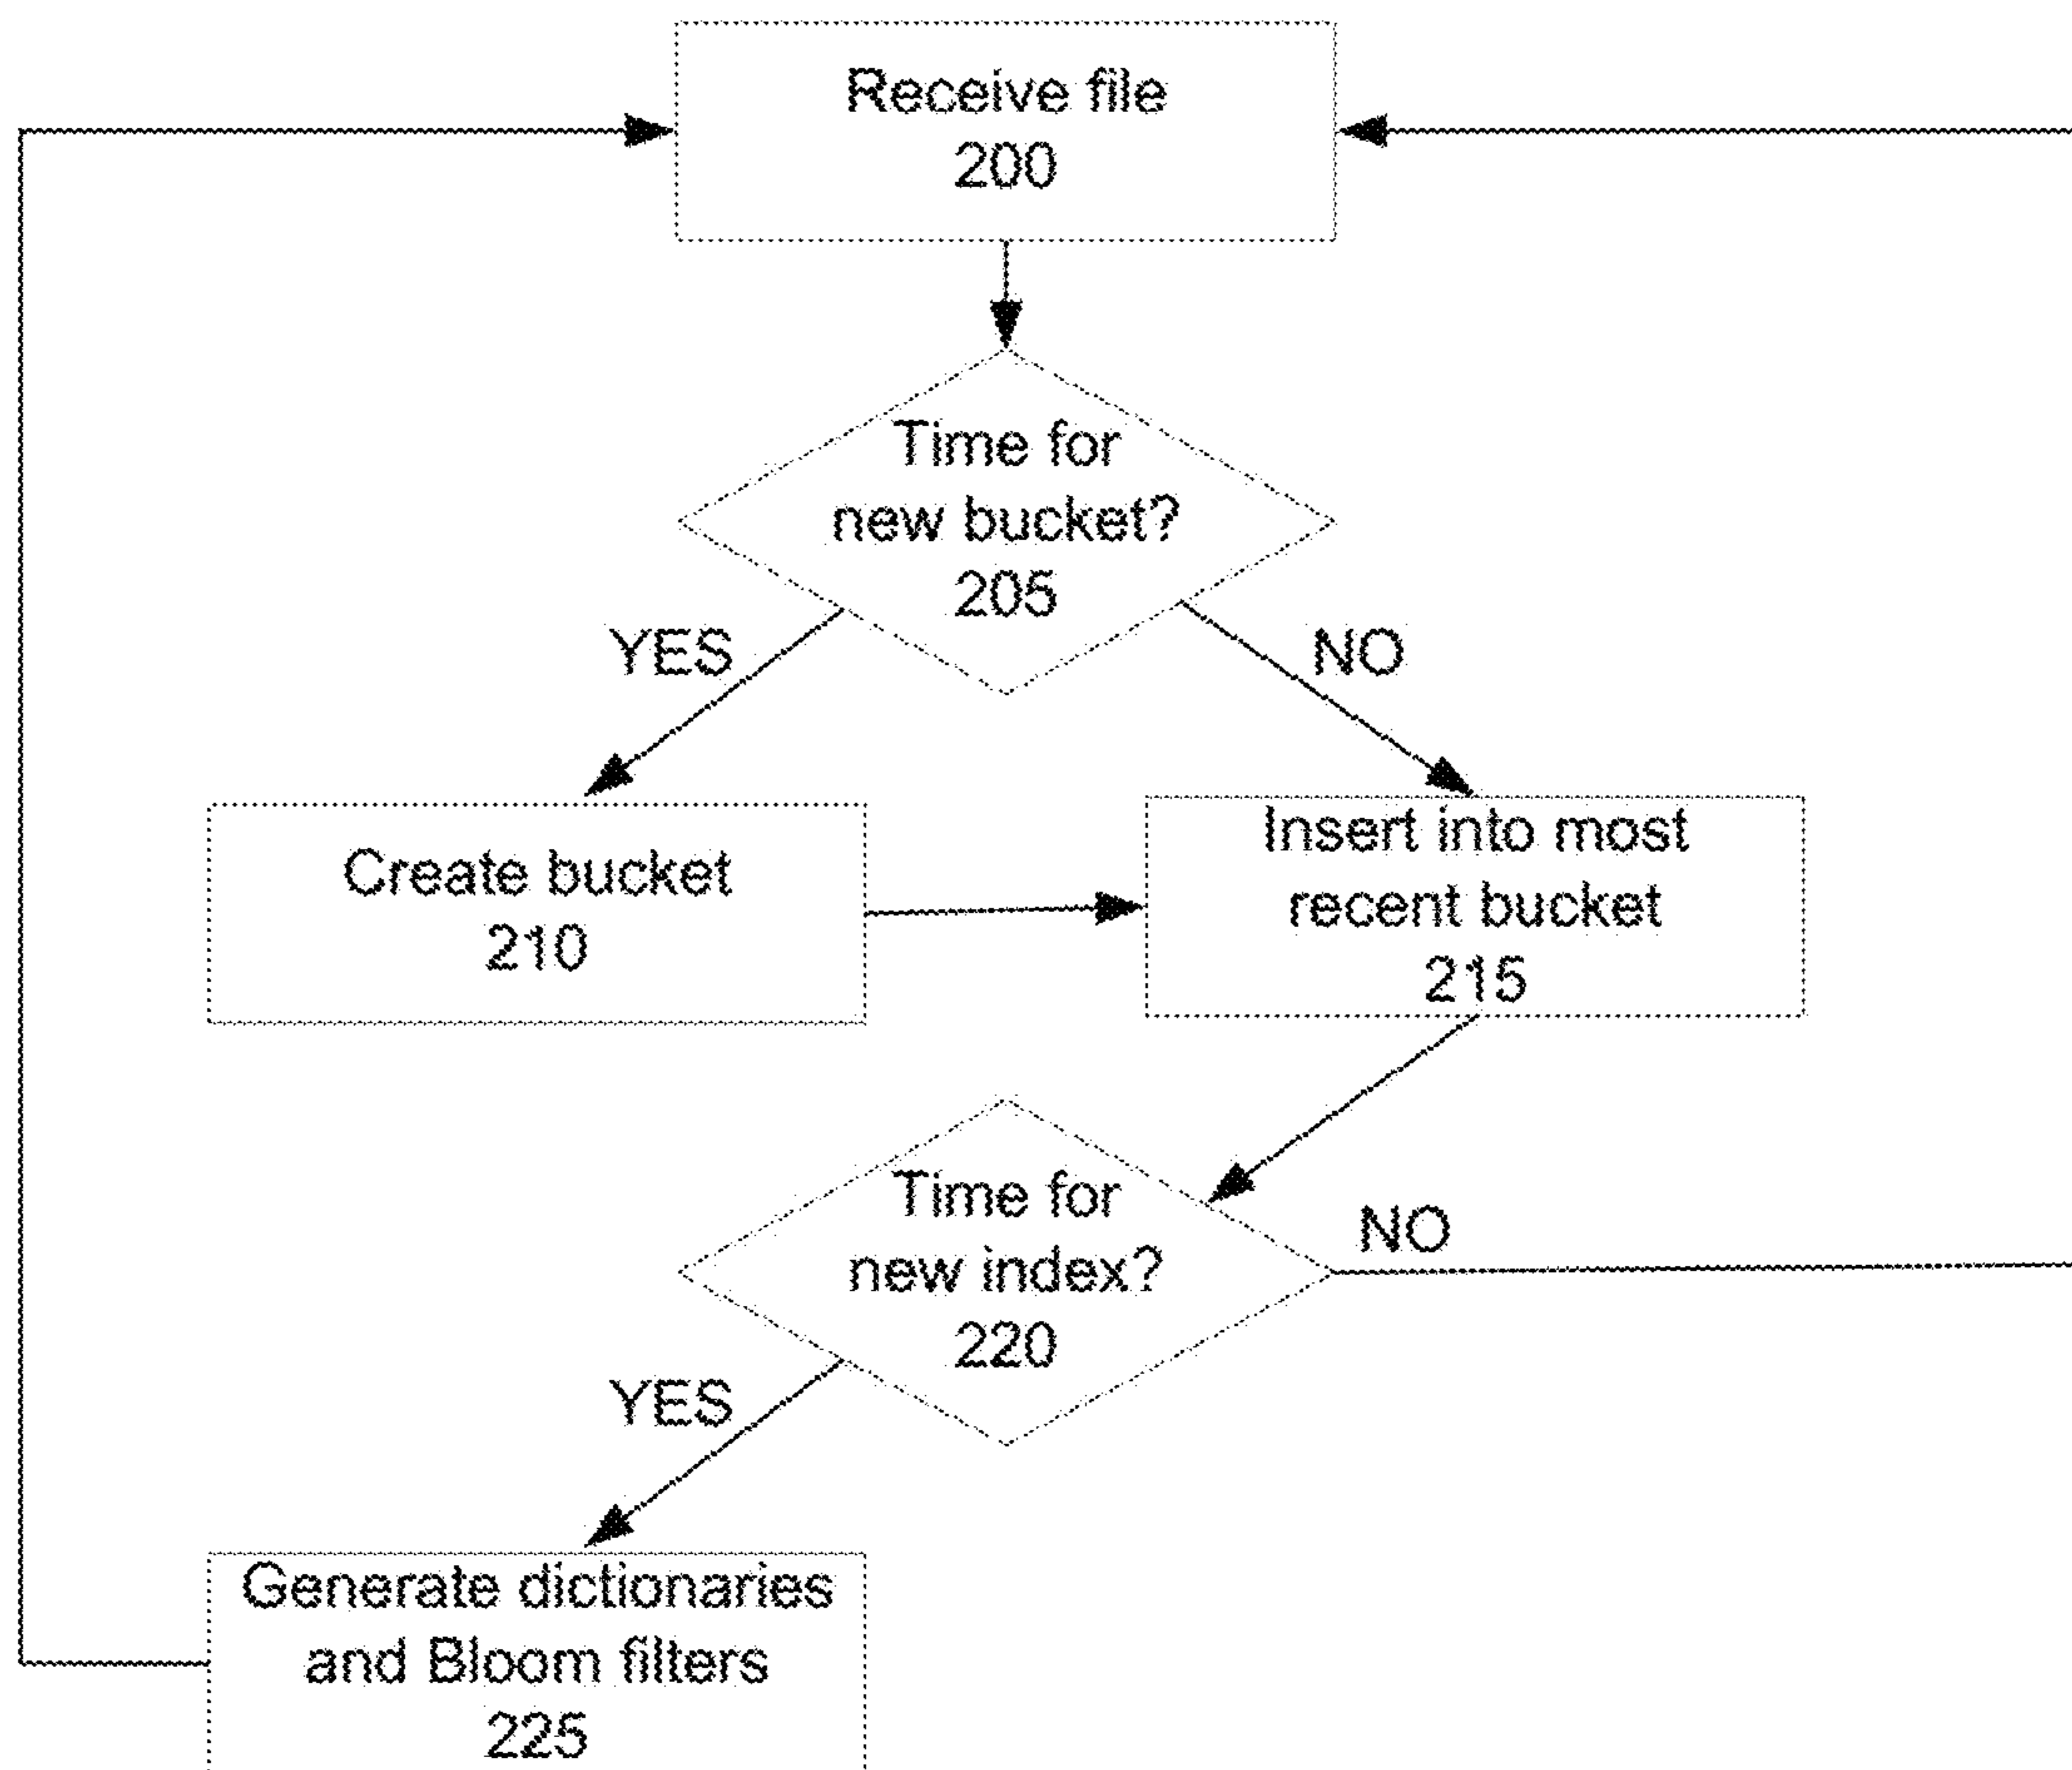 Receive file
200
Time for
new bucket?
205
YES
NO
Create bucket
210
Insert into most
recent bucket
215
Time for
new index?
220
NO
YES
Generate dictionaries
and Bloom filters
225